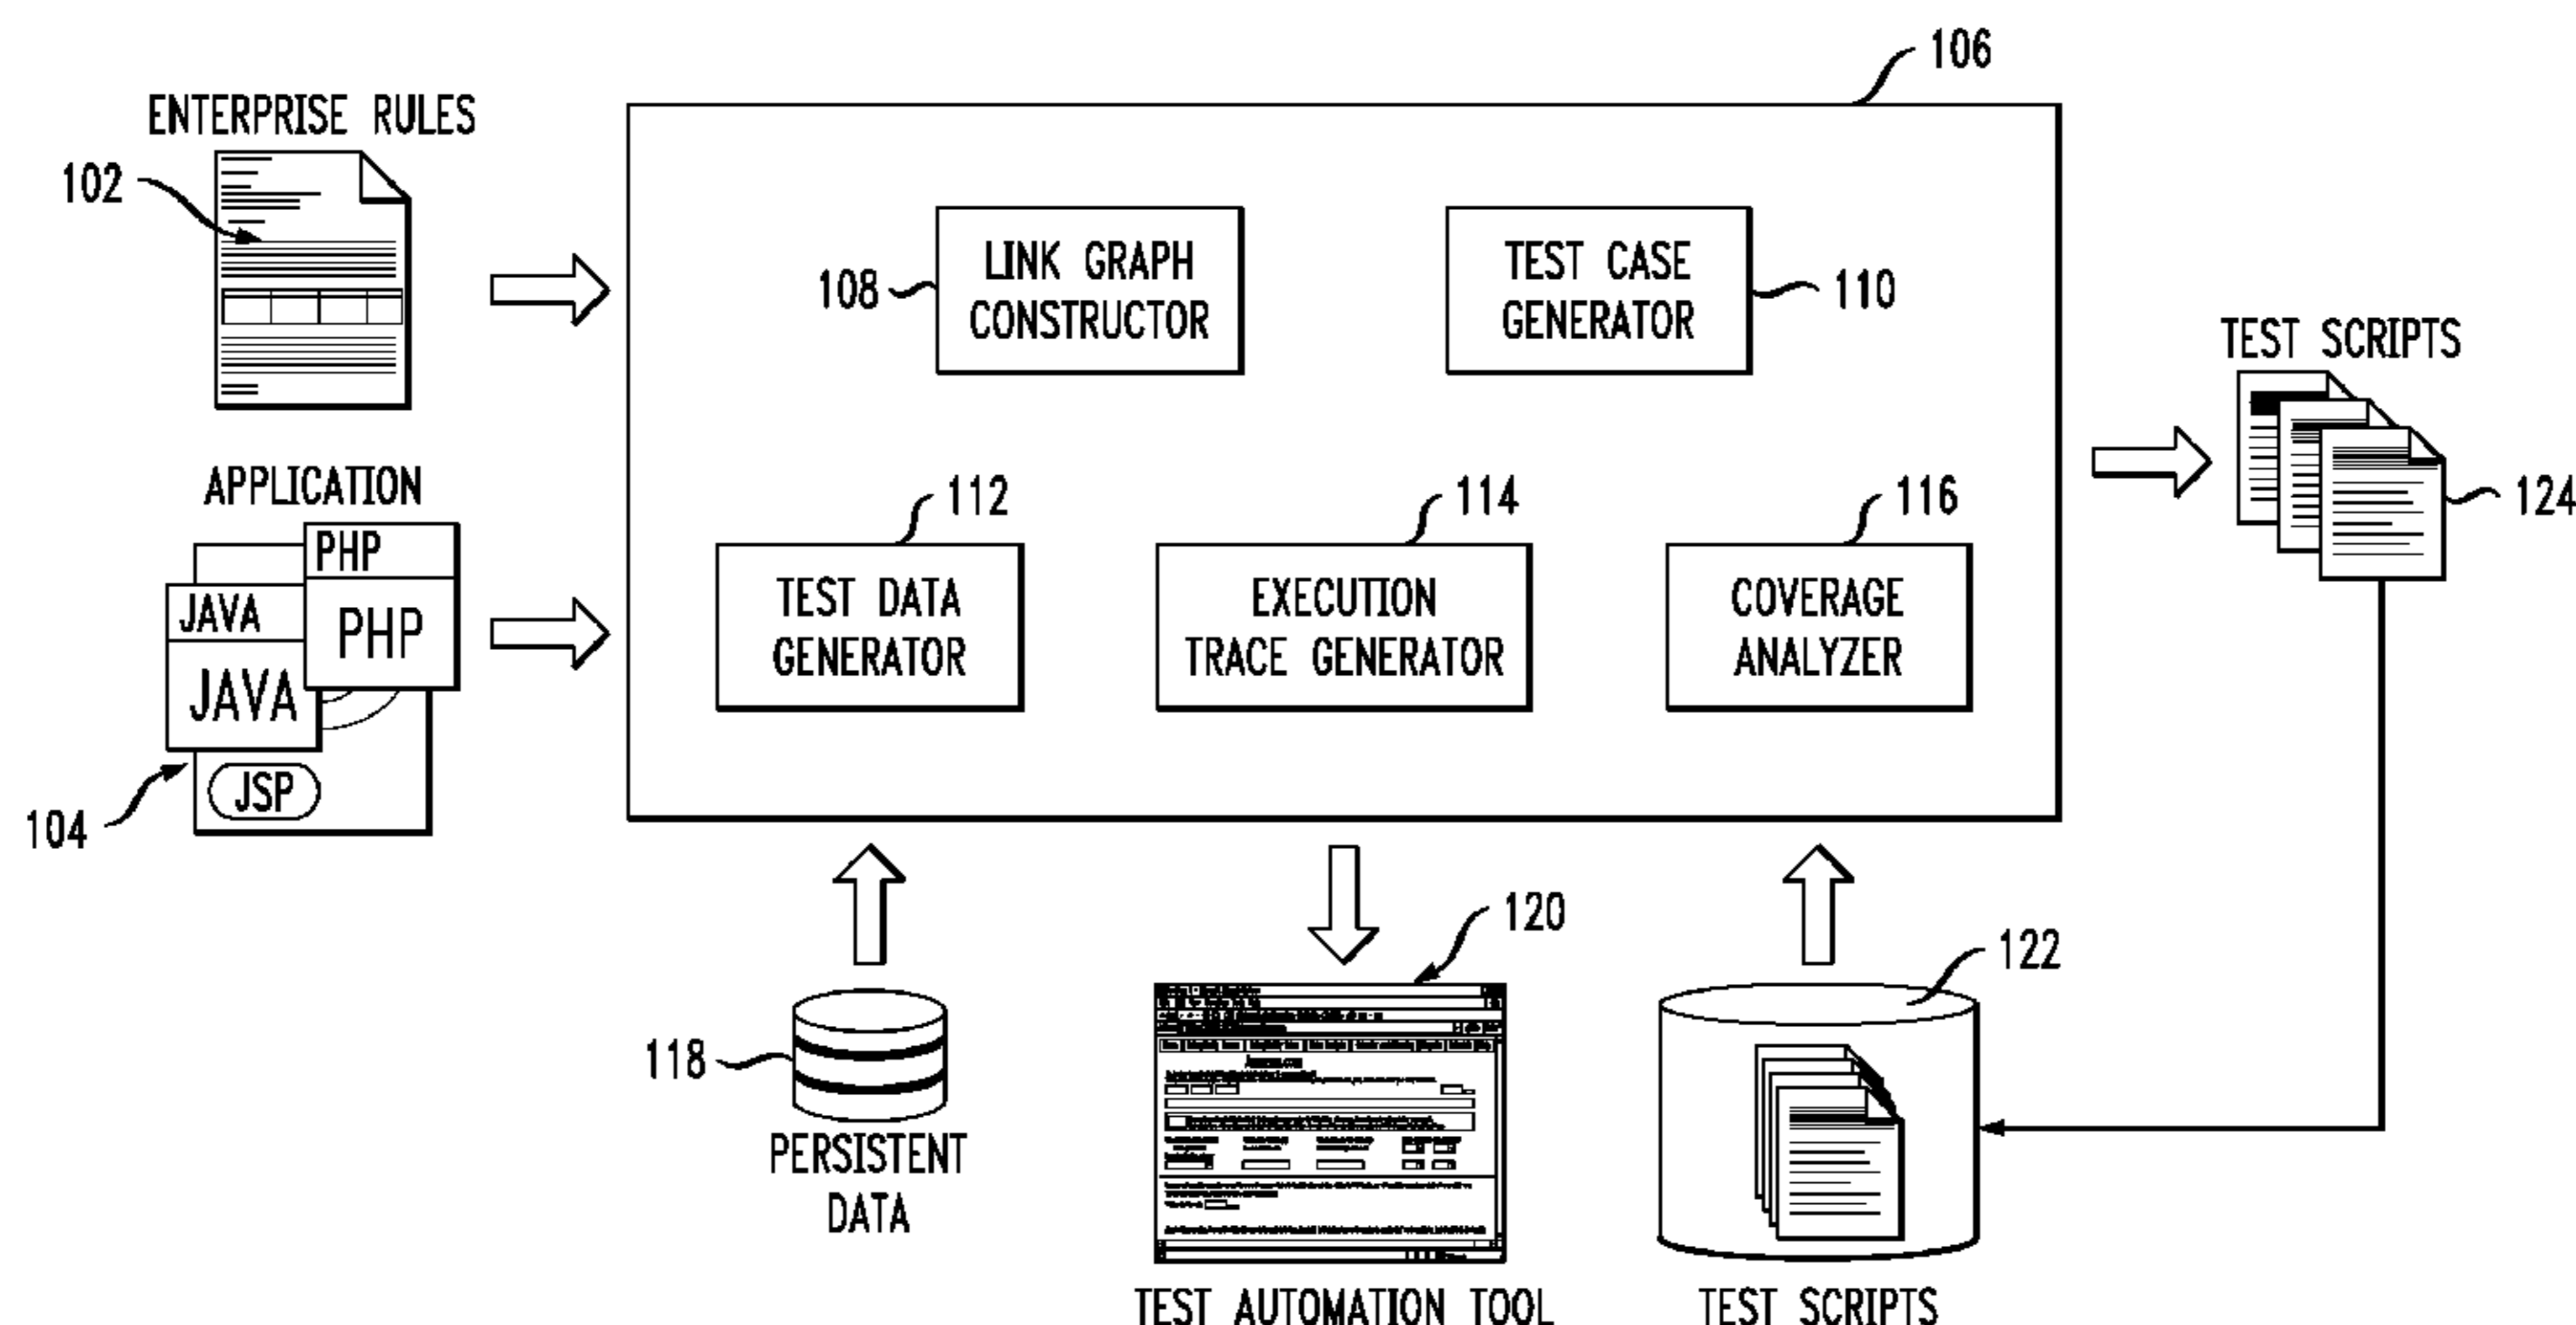 106
ENTERPRISE RULES
102
LINK GRAPH
CONSTRUCTOR
108
TEST CASE
GENERATOR
110
TEST SCRIPTS
124
APPLICATION
PHP
PHP
JAVA
JAVA
JSP
104
112
TEST DATA
GENERATOR
114
EXECUTION
TRACE GENERATOR
116
COVERAGE
ANALYZER
118
PERSISTENT
DATA
120
TEST AUTOMATION TOOL
122
TEST SCRIPTS